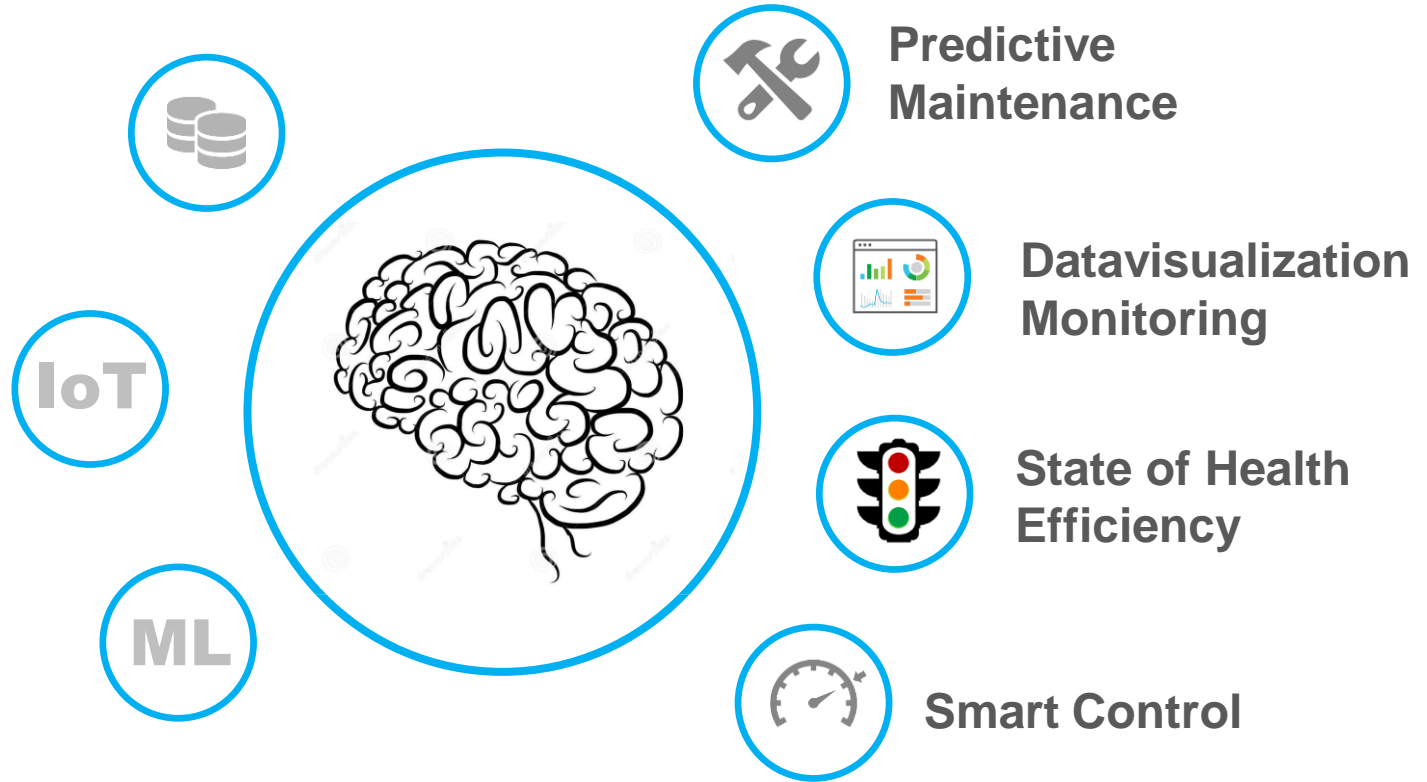 Predictive
Maintenance
Datavisualization
Monitoring
IoT
State of Health
Efficiency
ML
Smart Control